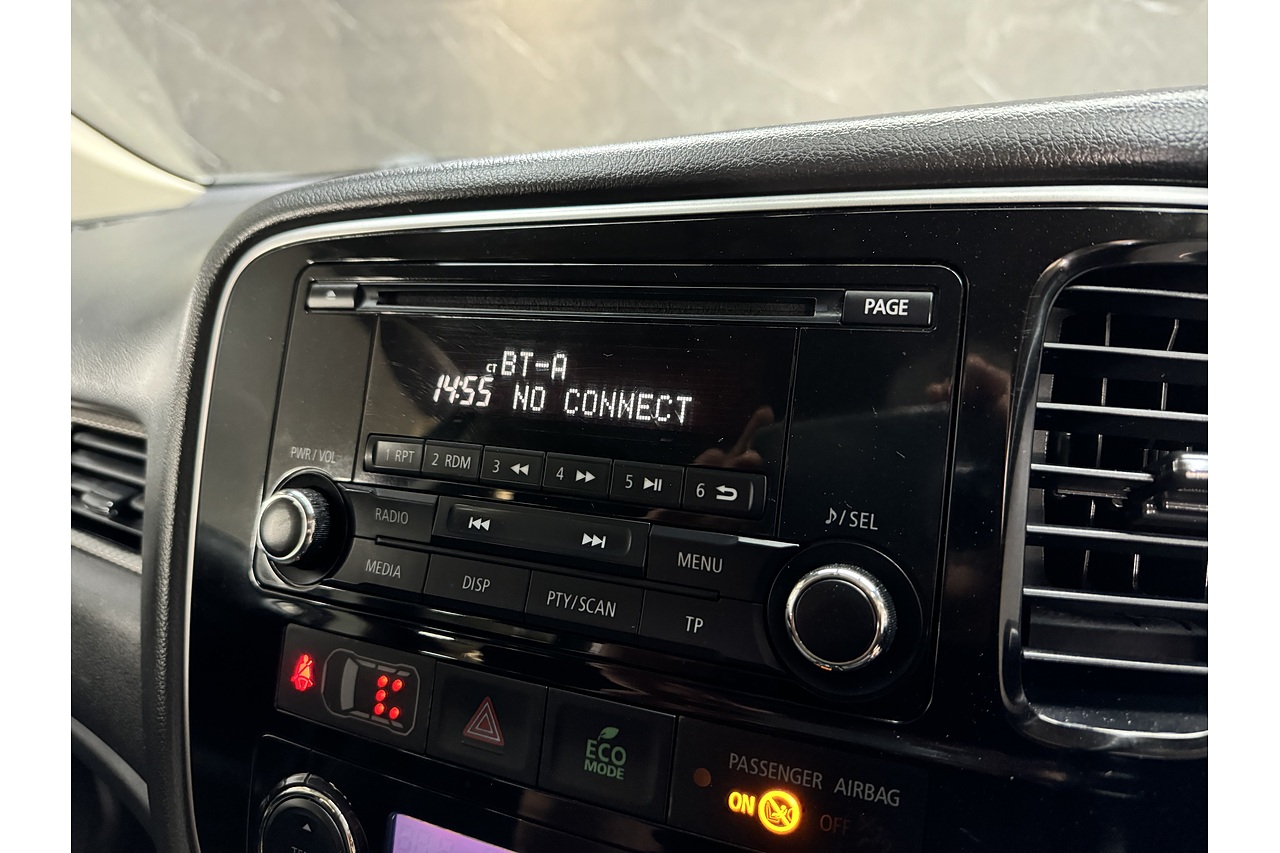 PAGE
CT BT-A
14:55 NO CONNECT
PWR/VOL
1 RPT
2 RDM
3
4
5
6
♪/SEL
RADIO
MENU
MEDIA
DISP
PTY/SCAN
TP
ECO
MODE
PASSENGER AIRBAG
ON OFF